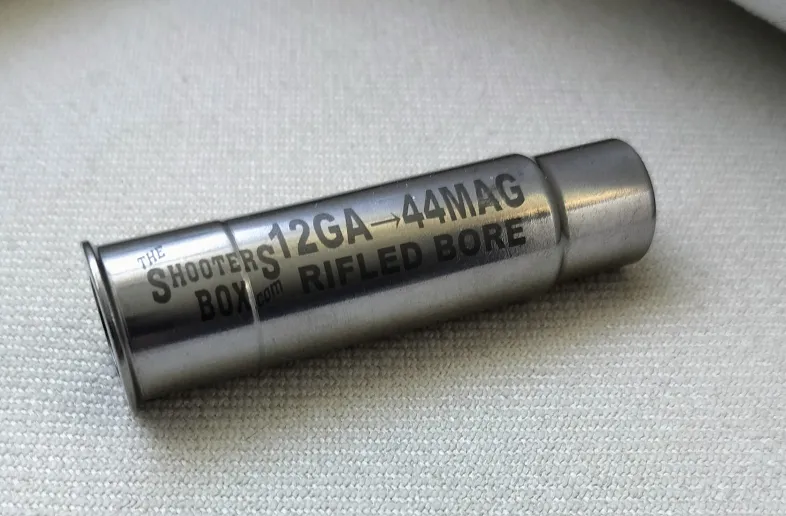 THE
SHOOTERS
BOX.com
12GA→44MAG
RIFLED BORE